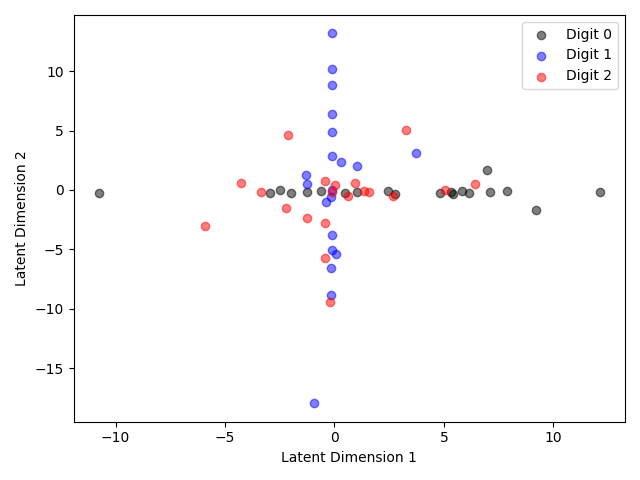 Digit 0
Digit 1
Digit 2
10
5
0
−5
−10
−15
−10
−5
0
5
10
Latent Dimension 1
Latent Dimension 2